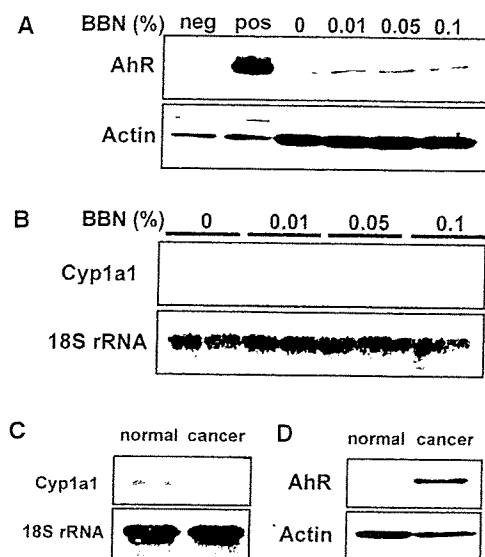 A BBN (%) neg pos 0 0.01 0.05 0.1
AhR
Actin
B BBN (%) 0 0.01 0.05 0.1
Cyp1a1
18S rRNA
C normal cancer
Cyp1a1
18S rRNA
D normal cancer
AhR
Actin